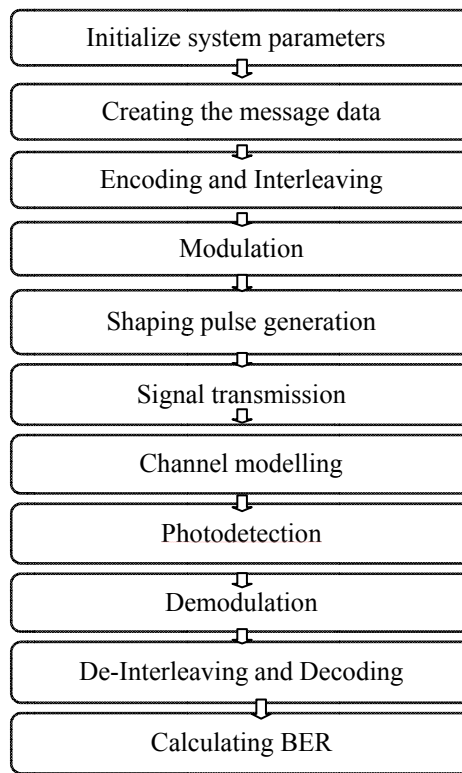 Initialize system parameters
Creating the message data
Encoding and Interleaving
Modulation
Shaping pulse generation
Signal transmission
Channel modelling
Photodetection
Demodulation
De-Interleaving and Decoding
Calculating BER